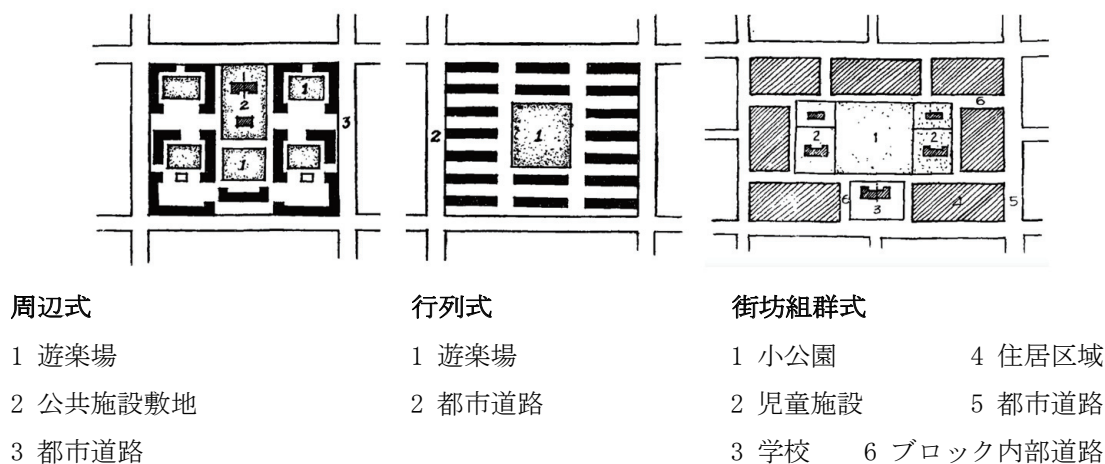 1
2
1
3
1
2
1
6
2
1
2
6
3
4
5
周辺式
1 遊楽場
2 公共施設敷地
3 都市道路
行列式
1 遊楽場
2 都市道路
街坊組群式
1 小公園 4 住居区域
2 児童施設 5 都市道路
3 学校 6 ブロック内部道路